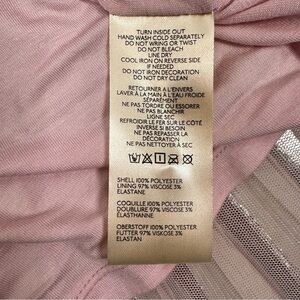 TURN INSIDE OUT
HAND WASH COLD SEPARATELY
DO NOT WRING OR TWIST
DO NOT BLEACH
LINE DRY
COOL IRON ON REVERSE SIDE
IF NEEDED
DO NOT IRON DECORATION
DO NOT DRY CLEAN
RETOURNER A L'ENVERS
LAVER À LA MAIN À L'EAU FROIDE
SÉPARÉMENT
NE PAS TORDRE OU ESSORER
NE PAS BLANCHIR
LIGNE SEC
REFROIDIR LE FER SUR LE CÔTÉ
INVERSE SI BESOIN
NE PAS REPASSER LA
DÉCORATION
NE PAS NETTOYER À SEC
SHELL 100% POLYESTER
LINING 97% VISCOSE 3%
ELASTANE
COQUILLE 100% POLYESTER
DOUBLURE 97% VISCOSE 3%
ELASTHANNE
OBERSTOFF 100% POLYESTER
FUTTER 97% VISCOSE 3%
ELASTAN